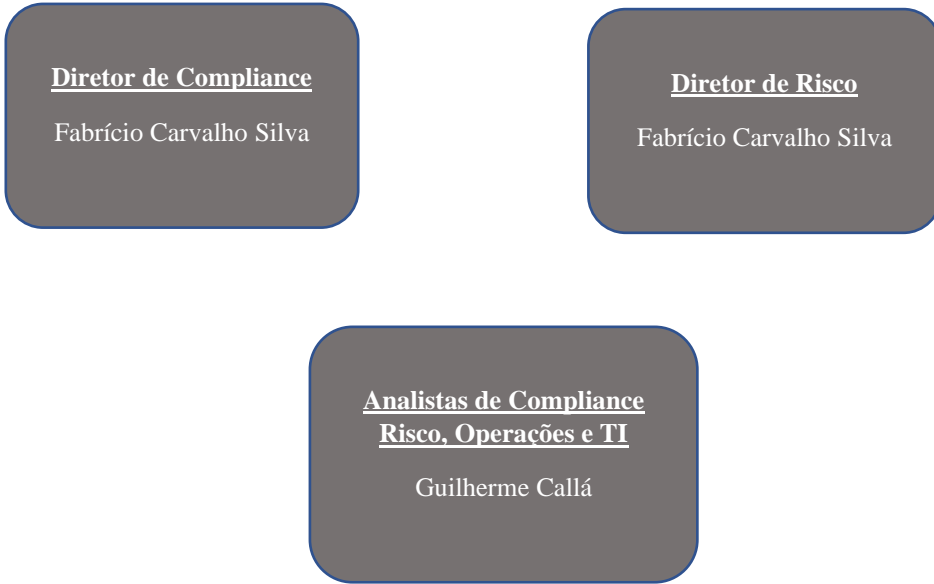 Diretor de Compliance
Fabrício Carvalho Silva
Diretor de Risco
Fabrício Carvalho Silva
Analistas de Compliance
Risco, Operações e TI
Guilherme Callá